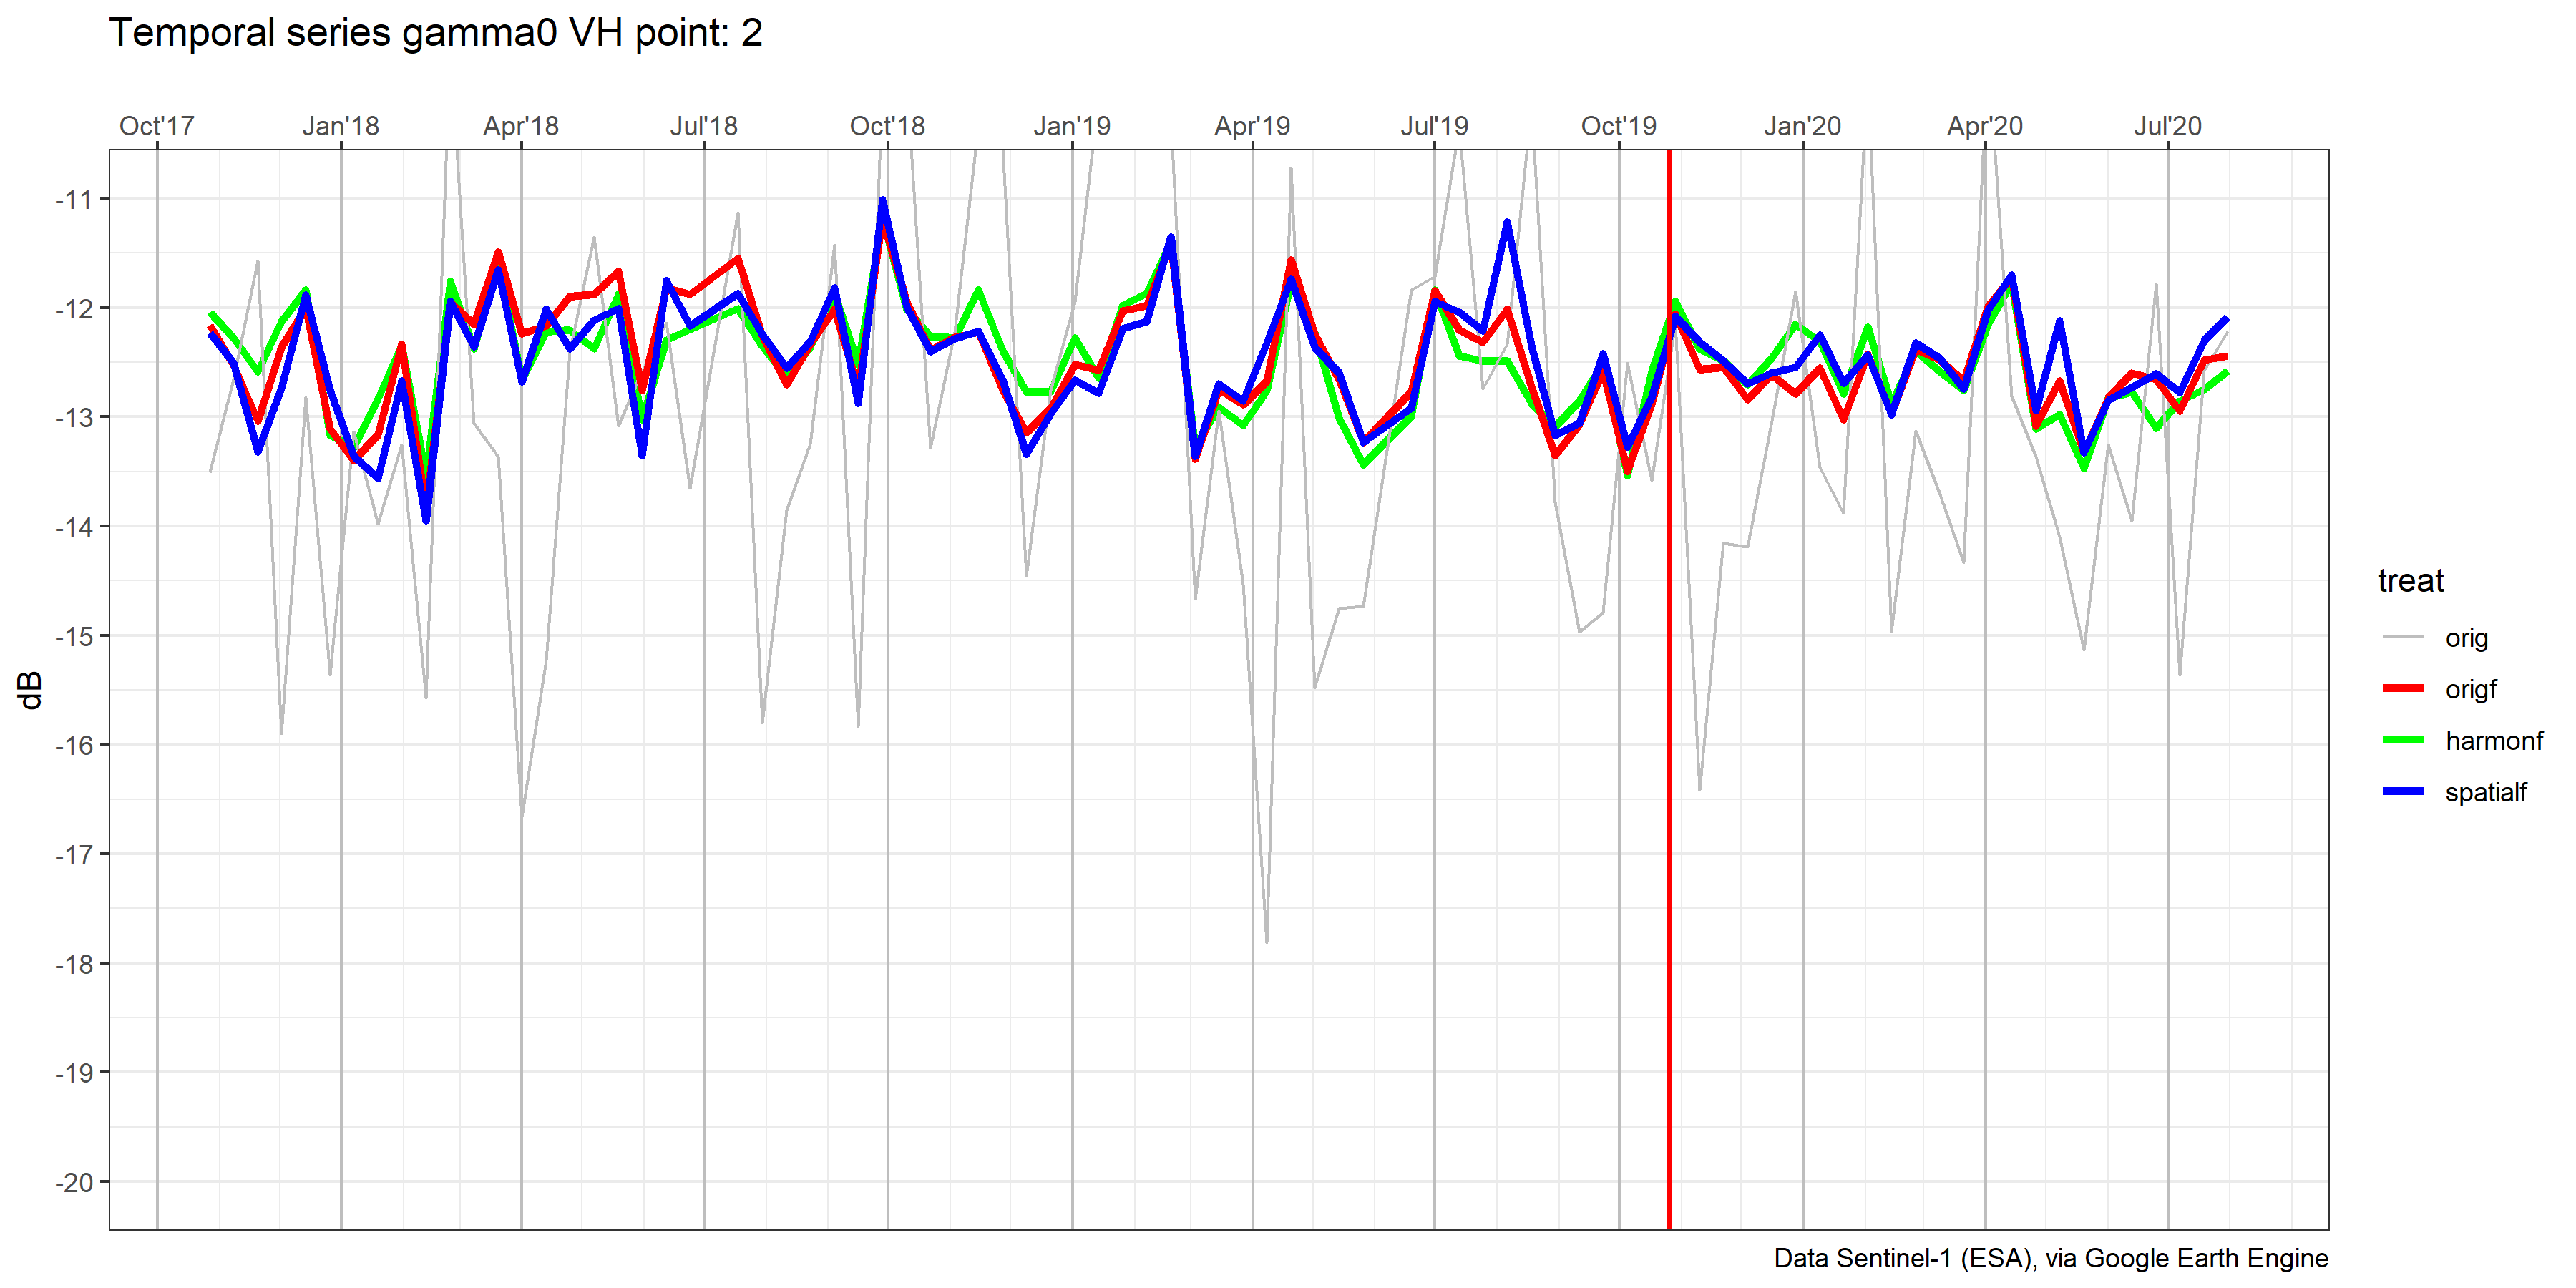 Temporal series gamma0 VH point: 2
Oct'17 Jan'18 Apr'18 Jul'18 Oct'18 Jan'19 Apr'19 Jul'19 Oct'19 Jan'20 Apr'20 Jul'20
-11
-12
-13
-14
-15
-16
-17
-18
-19
-20
dB
treat
orig
origf
harmonf
spatialf
Data Sentinel-1 (ESA), via Google Earth Engine